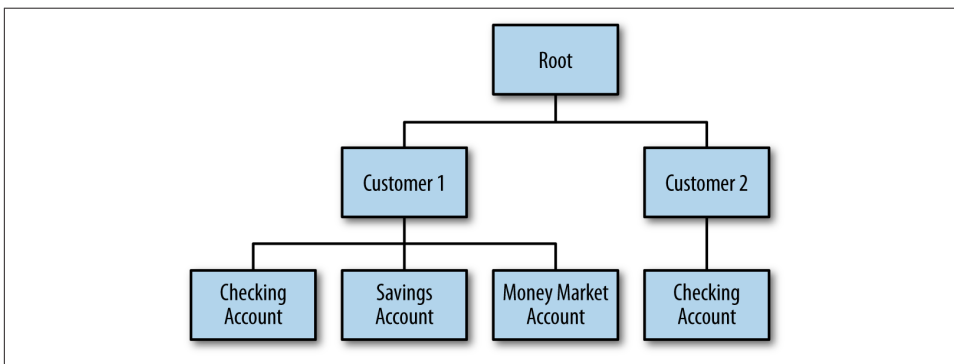 Root
Customer 1
Customer 2
Checking
Account
Savings
Account
Money Market
Account
Checking
Account